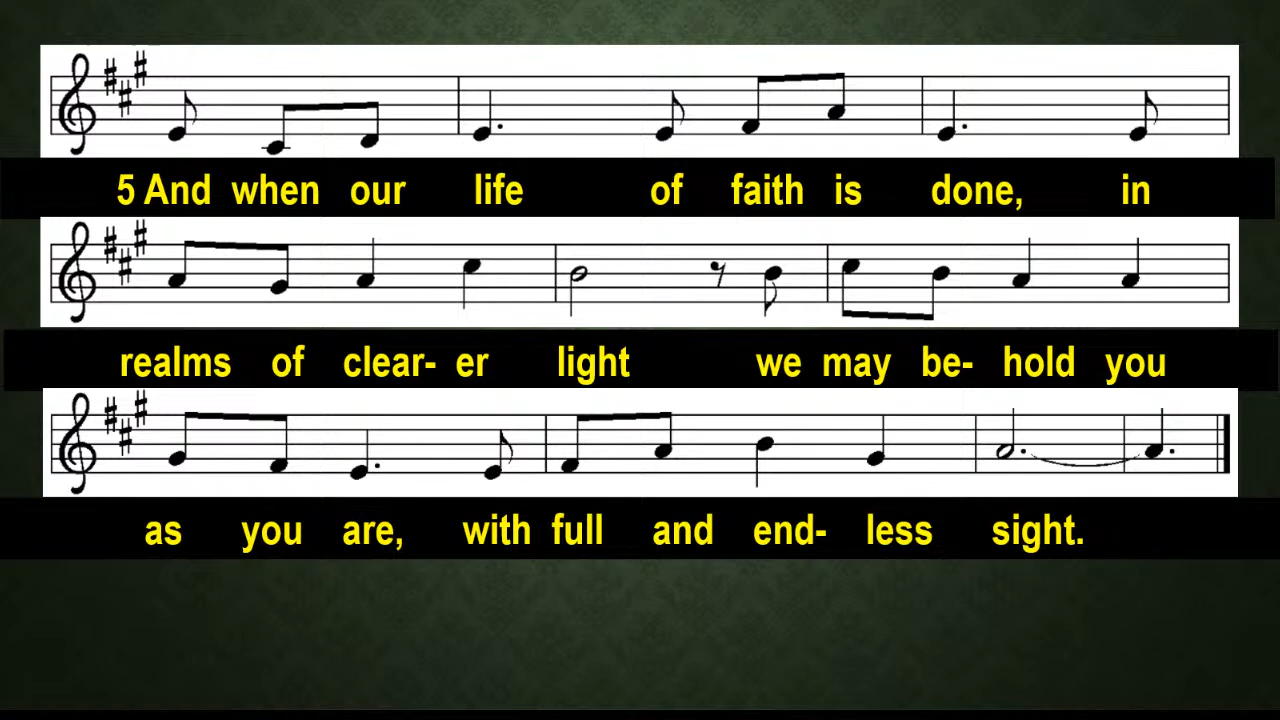 5 And when our life of faith is done, in
realms of clear- er light we may be- hold you
as you are, with full and end- less sight.